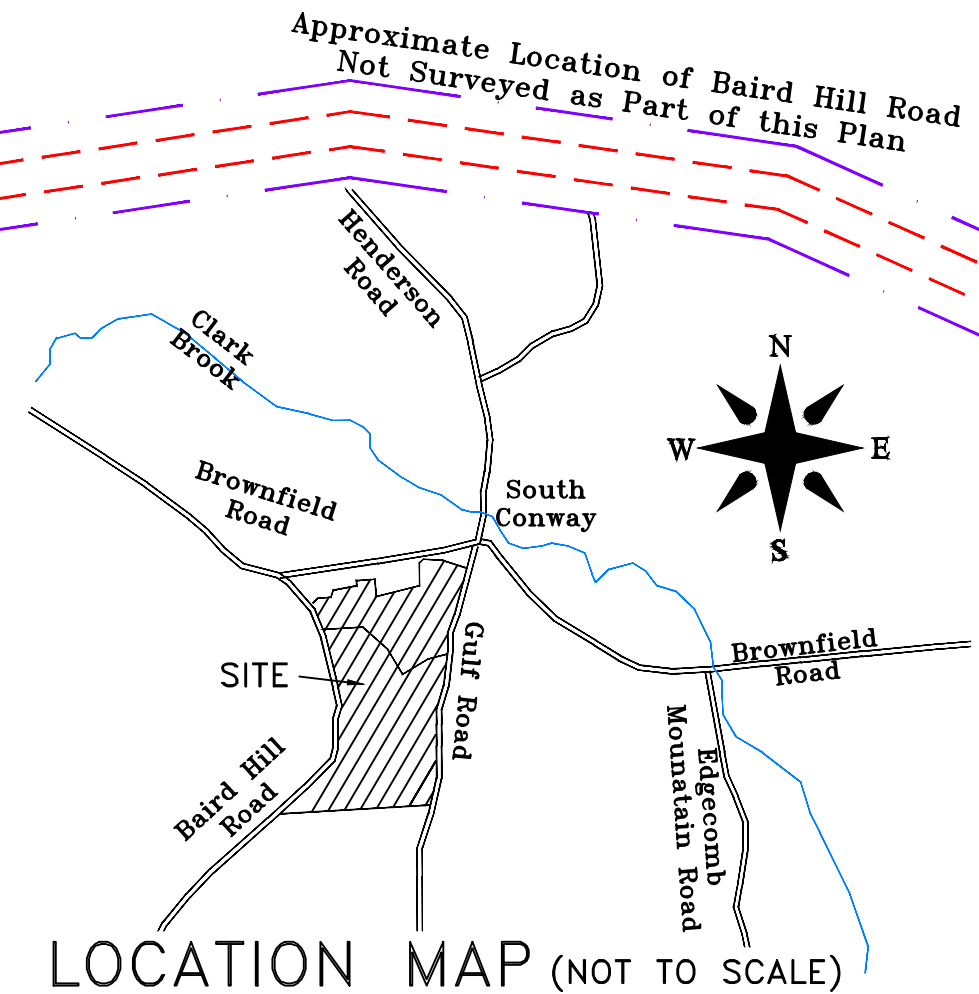 Approximate Location of Baird Hill Road
Not Surveyed as Part of this Plan
Henderson
Road
Clark
Brook
N
W
E
S
Brownfield
Road
South
Conway
SITE
Gulf Road
Brownfield
Road
Baird Hill
Road
Edgecomb
Mounatain Road
LOCATION MAP (NOT TO SCALE)